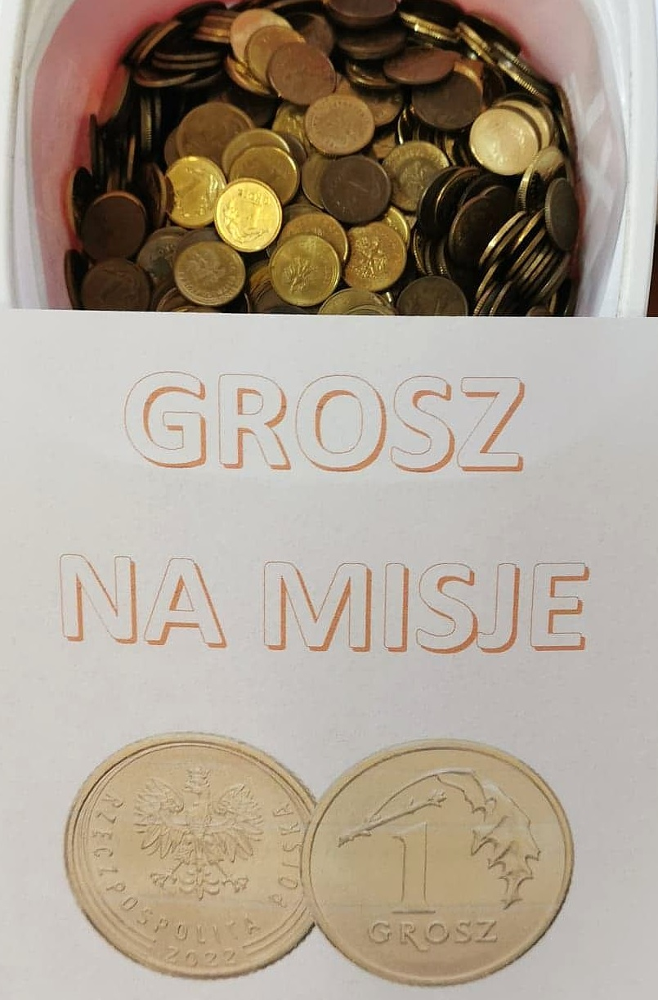 GROSZ
NA MISJE
RZECZPOSPOLITA POLSKA
2022
1
GROSZ